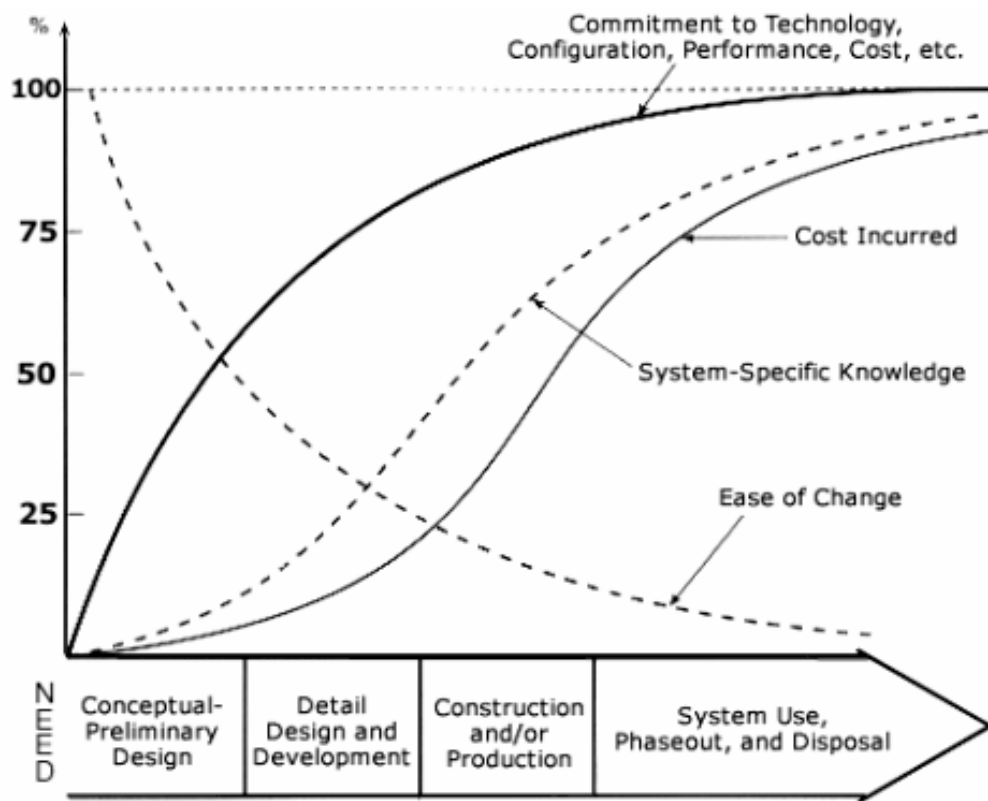 %
Commitment to Technology,
Configuration, Performance, Cost, etc.
100
75
Cost Incurred
50
System-Specific Knowledge
25
Ease of Change
NEED
Conceptual-
Preliminary
Design
Detail
Design and
Development
Construction
and/or
Production
System Use,
Phaseout, and Disposal